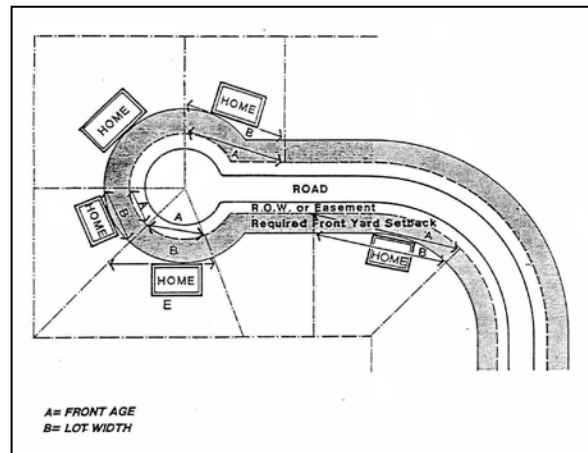 HOME
HOME
B
A
ROAD
R.O.W. or Easement
Required Front Yard Setback
A
B
HOME
A
B
A
B
HOME
HOME
E
A= FRONT AGE
B= LOT WIDTH